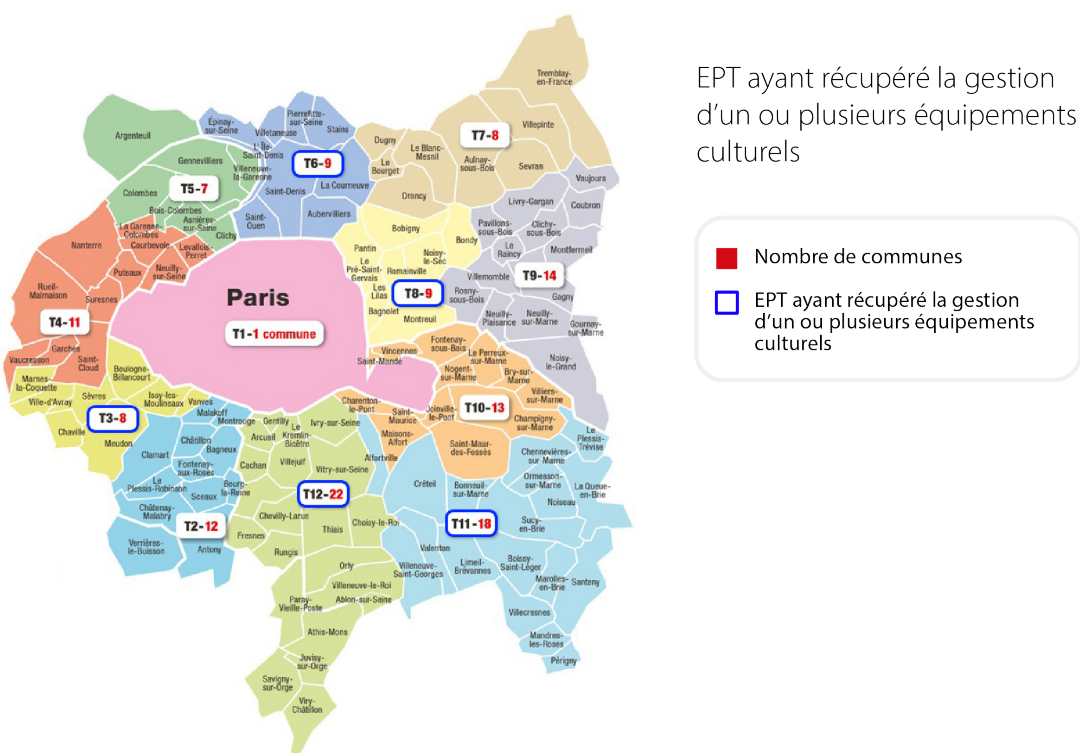 EPT ayant récupéré la gestion
d’un ou plusieurs équipements
culturels
Nombre de communes
EPT ayant récupéré la gestion
d’un ou plusieurs équipements
culturels
Tremblay-
en-France
Villepinte
T7-8
Dugny
Le Blanc-
Mesnil
Aulnay-
sous-Bois
Sevran
Le
Bourget
Drancy
Épinay-
sur-Seine
Pierrefitte-
sur-Seine
Villetaneuse
Stains
L'Île-
Saint-Denis
T6-9
Villeneuve-
la-Garenne
Saint-Denis
La Courneuve
Saint-
Ouen
Aubervilliers
Argenteuil
Gennevilliers
T5-7
Colombes
Bois-Colombes
Asnières-
sur-Seine
Clichy
La Garenne-
Colombes
Nanterre
Courbevoie
Levallois-
Perret
Puteaux
Neuilly-
sur-Seine
Rueil-
Malmaison
Suresnes
T4-11
Garches
Vaucresson
Saint-
Cloud
Vaujours
Livry-Gargan
Coubron
Pavillons-
sous-Bois
Clichy-
sous-Bois
Le
Raincy
Montfermeil
Villemomble
T9-14
Rosny-
sous-Bois
Gagny
Neuilly-
Plaisance
Neuilly-
sur-Marne
Gournay-
sur-Marne
Noisy-
le-Grand
Bobigny
Bondy
Pantin
Noisy-
le-Sec
Le
Pré-Saint-
Gervais
Romainville
Les
Lilas
T8-9
Bagnolet
Montreuil
Paris
T1-1 commune
Marnes-
la-Coquette
Boulogne-
Billancourt
Ville-d'Avray
Sèvres
Issy-les-
Moulineaux
Vanves
T3-8
Chaville
Meudon
Malakoff
Montrouge
Châtillon
Clamart
Bagneux
Fontenay-
aux-Roses
Le
Plessis-Robinson
Bourg-
la-Reine
Sceaux
Châtenay-
Malabry
T2-12
Verrières-
le-Buisson
Antony
Gentilly
Le
Kremlin-
Bicêtre
Ivry-sur-Seine
Arcueil
Cachan
Villejuif
Vitry-sur-Seine
T12-22
Chevilly-Larue
Thiais
Choisy-le-Roi
Fresnes
Rungis
Orly
Villeneuve-le-Roi
Paray-
Vieille-Poste
Ablon-sur-Seine
Athis-Mons
Juvisy-
sur-Orge
Savigny-
sur-Orge
Viry-
Châtillon
Fontenay-
sous-Bois
Vincennes
Saint-Mandé
Le Perreux-
sur-Marne
Nogent-
sur-Marne
Bry-sur-
Marne
Villiers-
sur-Marne
T10-13
Charenton-
le-Pont
Saint-
Maurice
Joinville-
le-Pont
Champigny-
sur-Marne
Maisons-
Alfort
Saint-Maur-
des-Fossés
Alfortville
Le
Plessis-
Trévise
Chennevières-
sur-Marne
Créteil
Bonneuil-
sur-Marne
Ormesson-
sur-Marne
La Queue-
en-Brie
Noiseau
T11-18
Sucy-
en-Brie
Valenton
Villeneuve-
Saint-Georges
Limeil-
Brévannes
Boissy-
Saint-Léger
Marolles-
en-Brie
Santeny
Villecresnes
Mandres-
les-Roses
Périgny